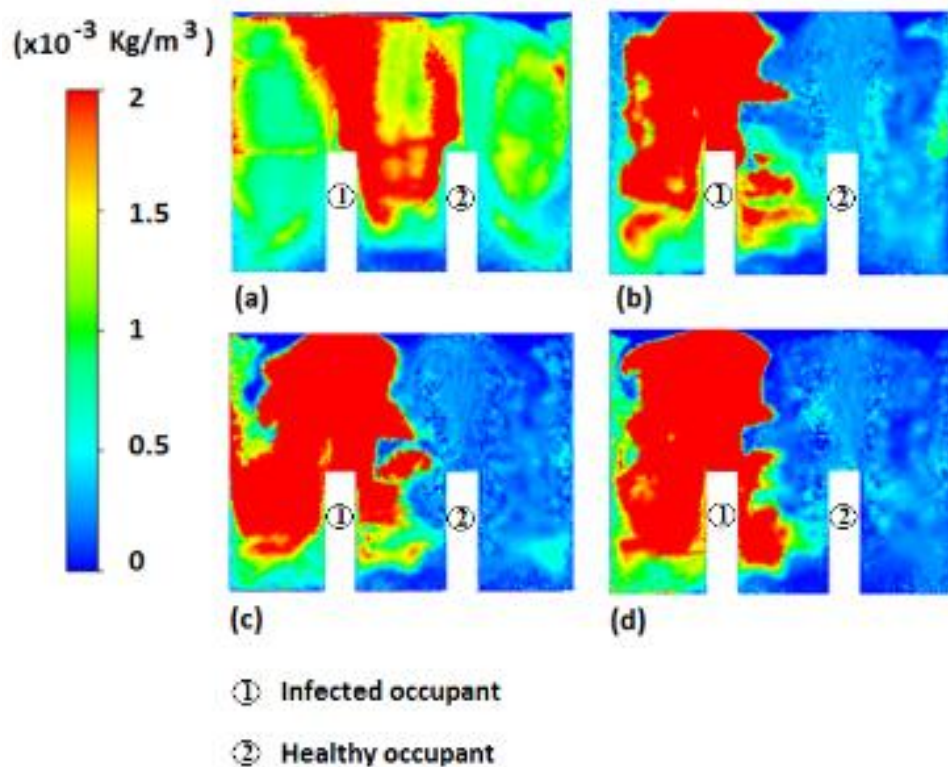 (x10⁻³ Kg/m³)
2
1.5
1
0.5
0
① ②
(a)
① ②
(b)
① ②
(c)
① ②
(d)
① Infected occupant
② Healthy occupant